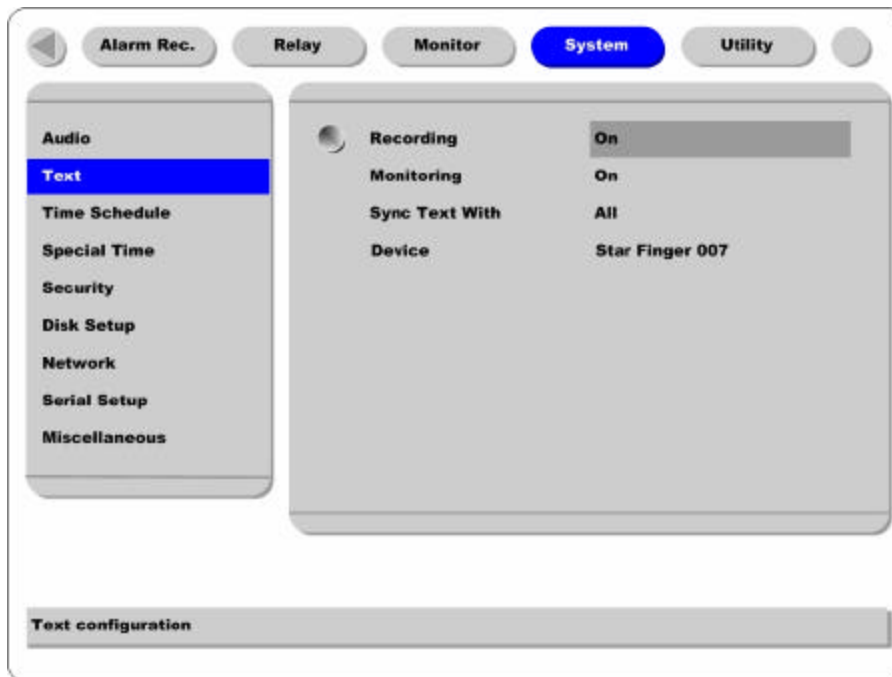 Alarm Rec. Relay Monitor System Utility
Audio
Text
Time Schedule
Special Time
Security
Disk Setup
Network
Serial Setup
Miscellaneous
Recording On
Monitoring On
Sync Text With All
Device Star Finger 007
Text configuration